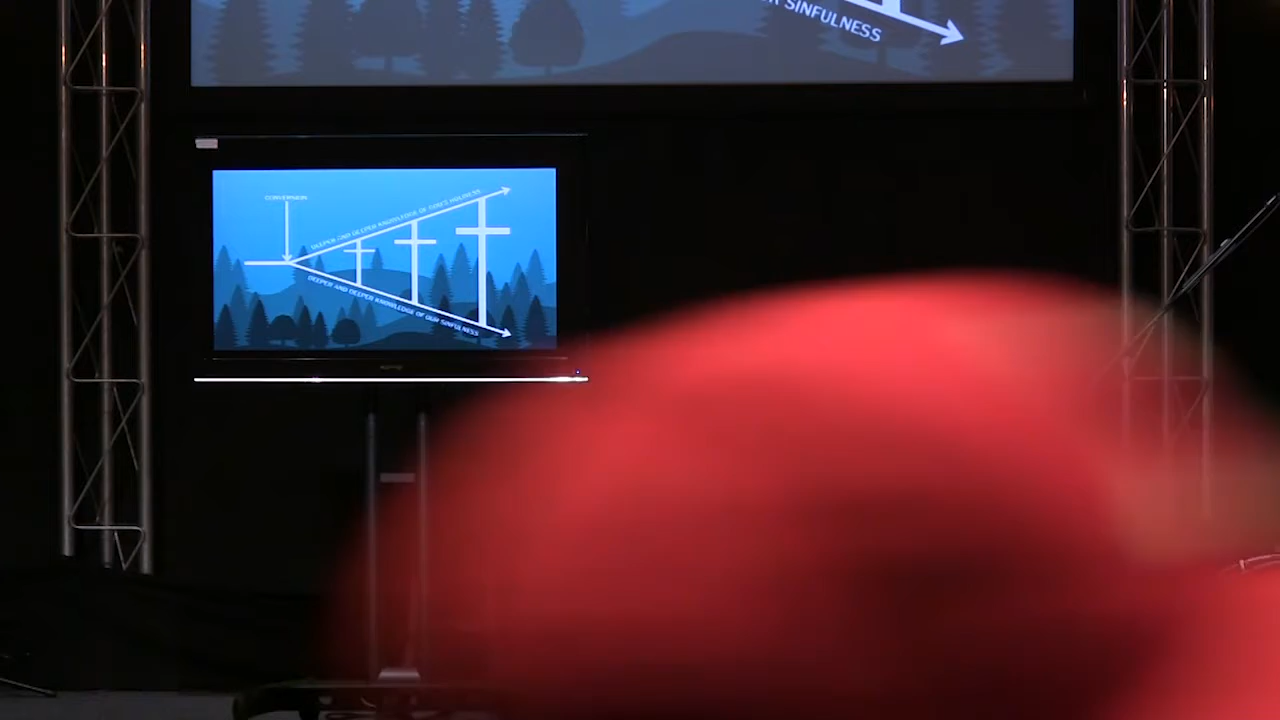 R SINFULNESS
CONVERSION
DEEPER AND DEEPER KNOWLEDGE OF GOD'S HOLINESS
DEEPER AND DEEPER KNOWLEDGE OF OUR SINFULNESS